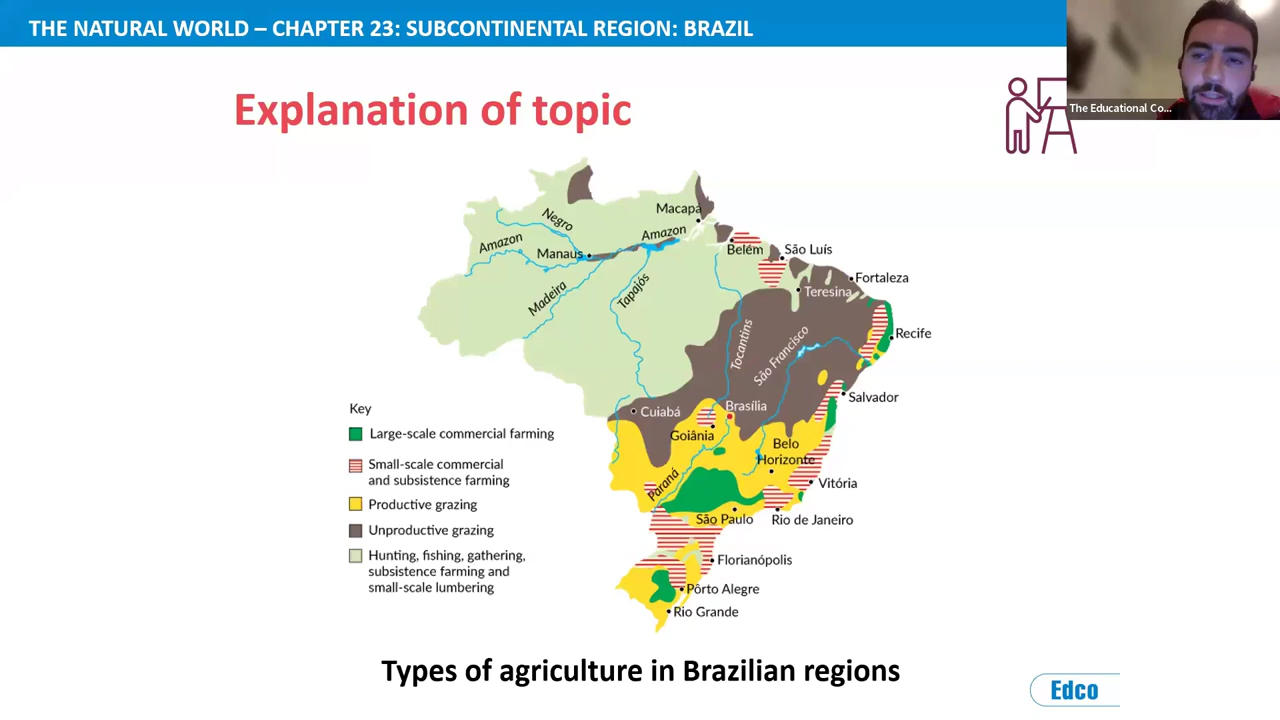 THE NATURAL WORLD – CHAPTER 23: SUBCONTINENTAL REGION: BRAZIL
The Educational Co...
Explanation of topic
Negro
Macapá
Amazon
Amazon
Manaus
Belém
São Luís
Madeira
Tapajós
Fortaleza
Teresina
Tocantins
São Francisco
Recife
Salvador
Cuiabá
Brasília
Goiânia
Belo
Horizonte
Paraná
Vitória
São Paulo
Rio de Janeiro
Florianópolis
Pôrto Alegre
Rio Grande
Key
Large-scale commercial farming
Small-scale commercial
and subsistence farming
Productive grazing
Unproductive grazing
Hunting, fishing, gathering,
subsistence farming and
small-scale lumbering
Types of agriculture in Brazilian regions
Edco